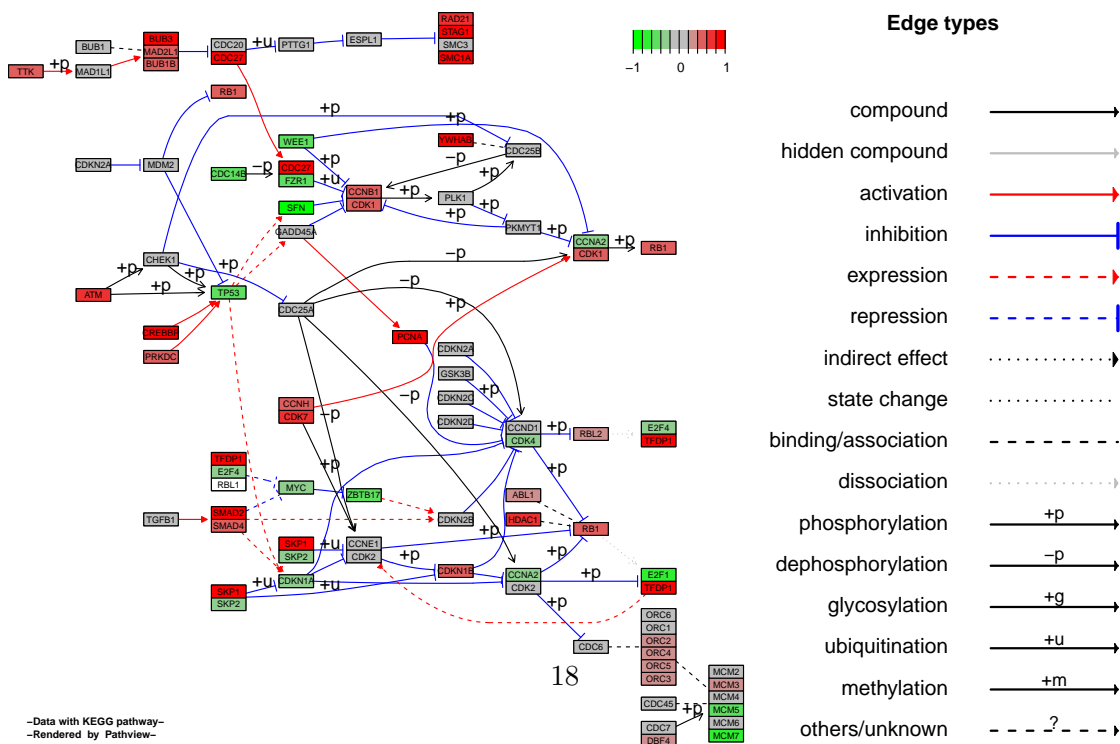 Edge types
compound
hidden compound
activation
inhibition
expression
repression
indirect effect
state change
binding/association
dissociation
phosphorylation +p
dephosphorylation −p
glycosylation +g
ubiquitination +u
methylation +m
others/unknown ?
−1 0 1
RAD21
STAG1
SMC3
SMC1A
BUB1
BUB3
MAD2L1
BUB1B
CDC20
CDC27
+u
PTTG1
ESPL1
TTK
+p
MAD1L1
RB1
+p
+p
WEE1
YWHAB
CDC25B
CDKN2A
MDM2
+p
−p
CDC14B
−p
CDC27
FZR1
+u
CCNB1
CDK1
+p
PLK1
+p
SFN
GADD45A
+p
+p
PKMYT1
+p
CCNA2
CDK1
+p
RB1
CHEK1
+p
+p
+p
−p
−p
ATM
+p
TP53
CDC25A
+p
CREBBP
PRKDC
PCNA
CDKN2A
GSK3B
+p
CDKN2C
CDKN2D
−p
−p
CCNH
CDK7
CCND1
CDK4
+p
RBL2
E2F4
TFDP1
+p
+p
TFDP1
E2F4
RBL1
MYC
ZBTB17
ABL1
HDAC1
RB1
TGFB1
SMAD2
SMAD4
CDKN2B
SKP1
SKP2
+u
CCNE1
CDK2
+p
+p
CDKN1B
CCNA2
CDK2
+p
E2F1
TFDP1
SKP1
SKP2
+u
CDKN1A
+u
+p
CDC6
ORC6
ORC1
ORC2
ORC4
ORC5
ORC3
18
MCM2
MCM3
MCM4
MCM5
MCM6
MCM7
CDC45
CDC7
DBF4
+p
−Data with KEGG pathway−
−Rendered by Pathview−